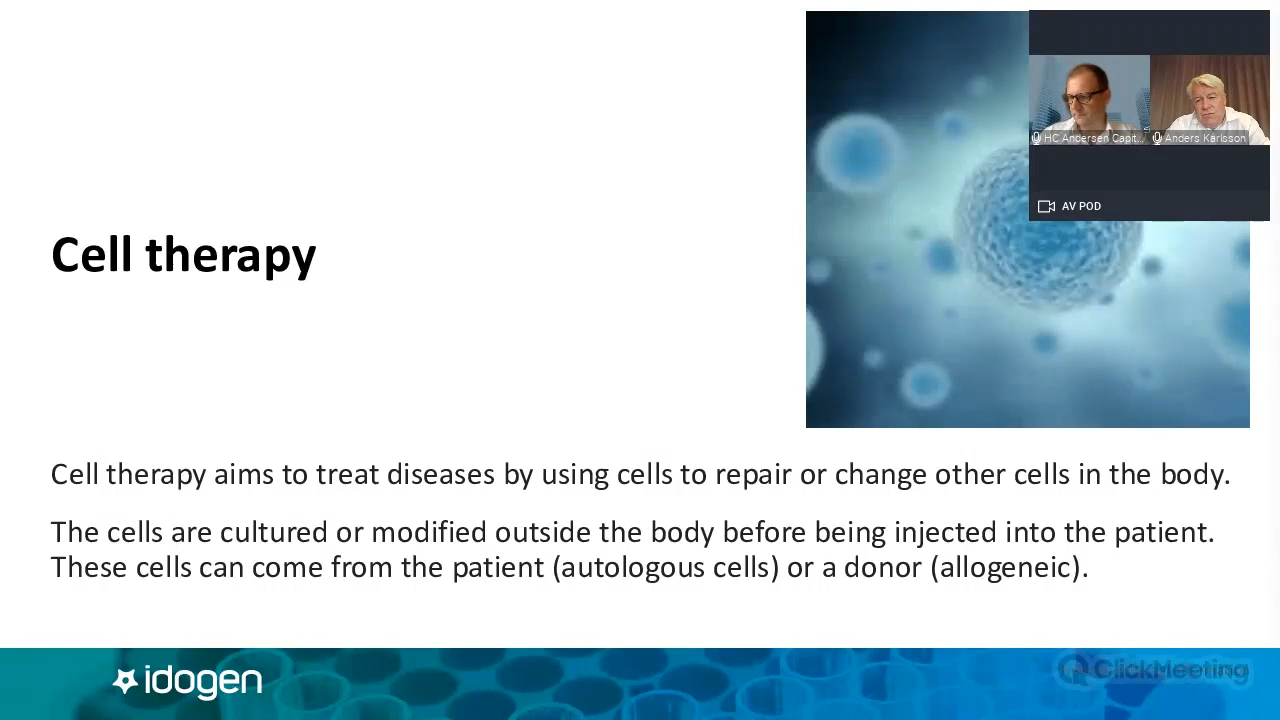 HC Andersen Capit...
Anders Karlsson
AV POD
Cell therapy
Cell therapy aims to treat diseases by using cells to repair or change other cells in the body.
The cells are cultured or modified outside the body before being injected into the patient.
These cells can come from the patient (autologous cells) or a donor (allogeneic).
idogen
ClickMeeting